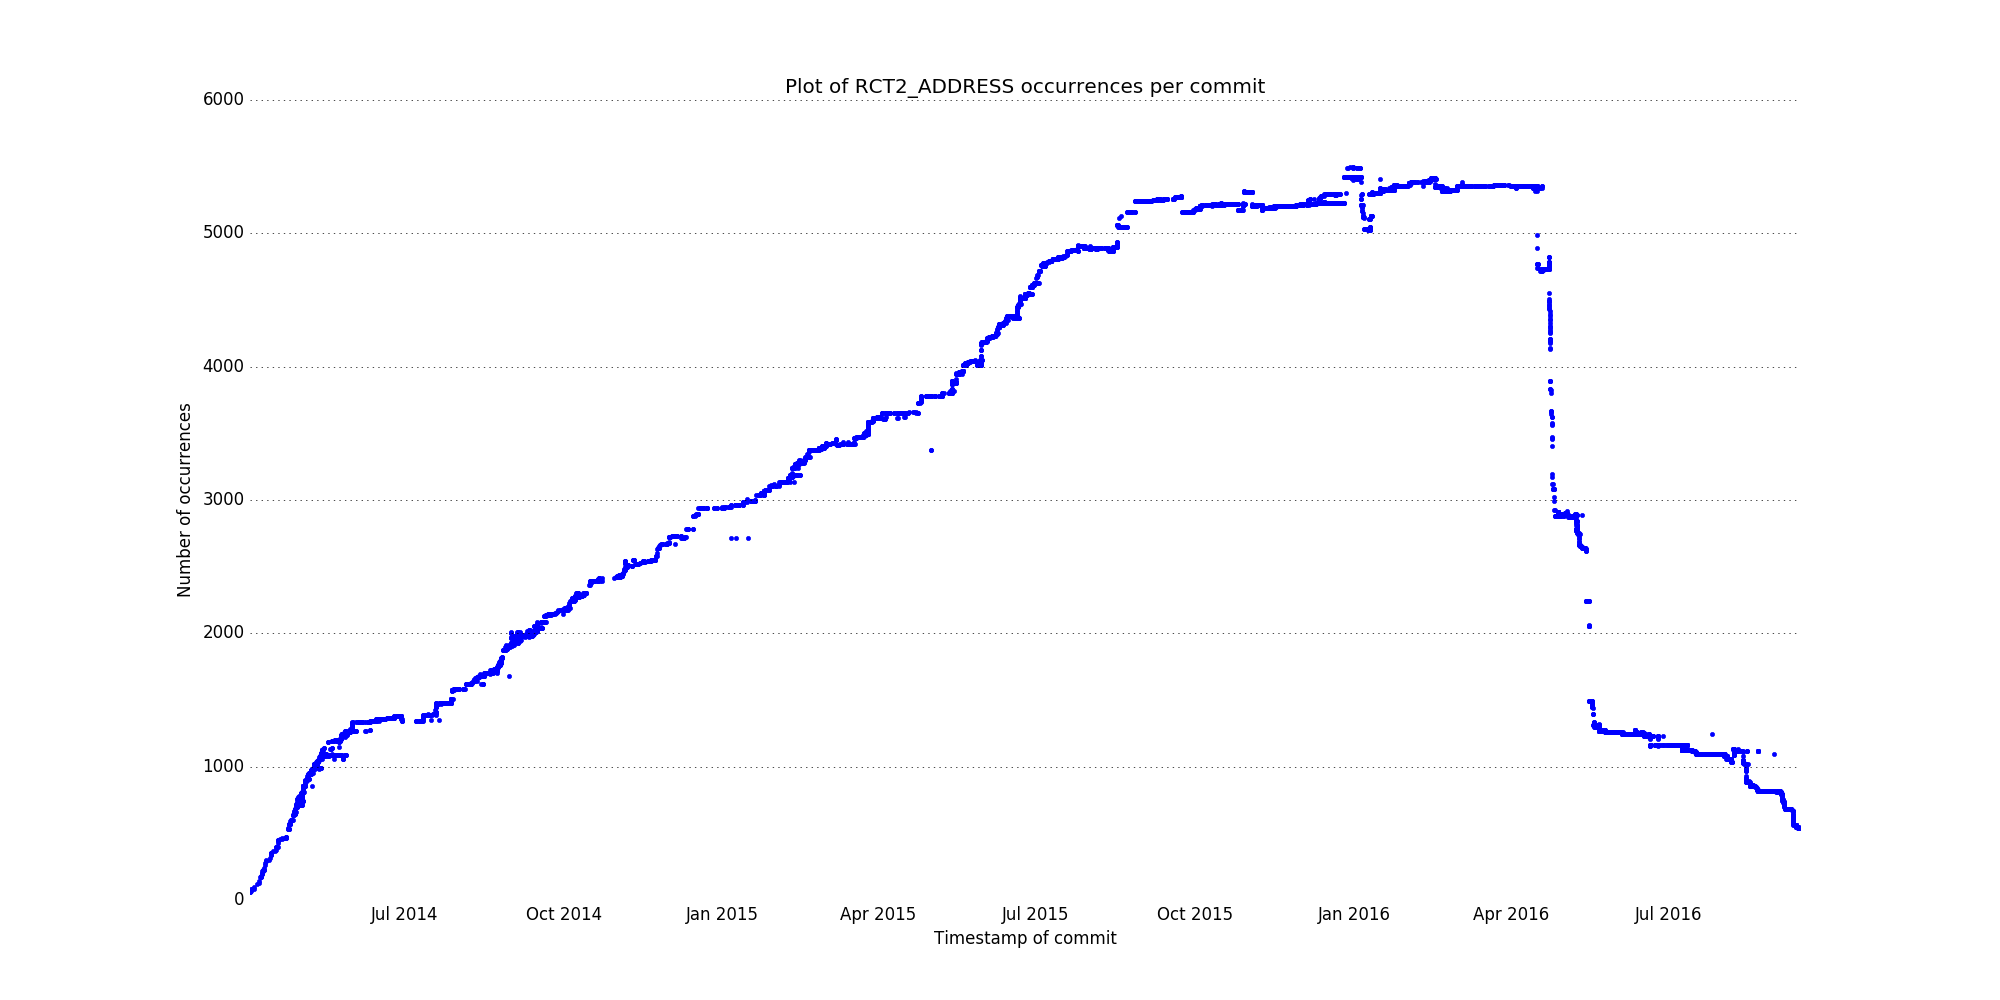 Plot of RCT2_ADDRESS occurrences per commit
6000
5000
4000
3000
2000
1000
0
Number of occurrences
Jul 2014 Oct 2014 Jan 2015 Apr 2015 Jul 2015 Oct 2015 Jan 2016 Apr 2016 Jul 2016
Timestamp of commit